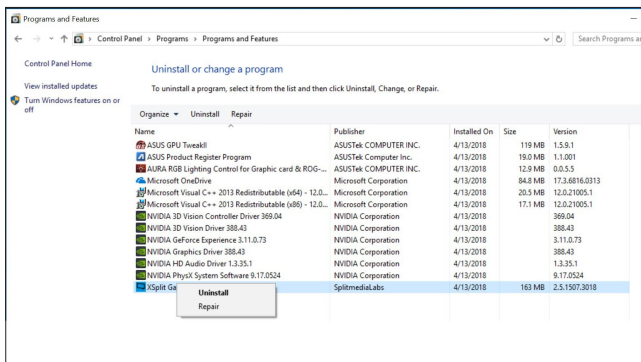 Programs and Features
Control Panel > Programs > Programs and Features
Search Programs a
Control Panel Home
View installed updates
Turn Windows features on or
off
Uninstall or change a program
To uninstall a program, select it from the list and then click Uninstall, Change, or Repair.
Organize Uninstall Repair
Name Publisher Installed On Size Version
ASUS GPU TweakII ASUSTek COMPUTER INC. 4/13/2018 119 MB 1.5.9.1
ASUS Product Register Program ASUSTek Computer Inc. 4/13/2018 19.0 MB 1.1.001
AURA RGB Lighting Control for Graphic card & ROG-... ASUSTek COMPUTER INC. 4/13/2018 12.9 MB 0.0.5.5
Microsoft OneDrive Microsoft Corporation 4/13/2018 84.8 MB 17.3.6816.0313
Microsoft Visual C++ 2013 Redistributable (x64) - 12.0... Microsoft Corporation 4/13/2018 20.5 MB 12.0.21005.1
Microsoft Visual C++ 2013 Redistributable (x86) - 12.0... Microsoft Corporation 4/13/2018 17.1 MB 12.0.21005.1
NVIDIA 3D Vision Controller Driver 369.04 NVIDIA Corporation 4/13/2018 369.04
NVIDIA 3D Vision Driver 388.43 NVIDIA Corporation 4/13/2018 388.43
NVIDIA GeForce Experience 3.11.0.73 NVIDIA Corporation 4/13/2018 3.11.0.73
NVIDIA Graphics Driver 388.43 NVIDIA Corporation 4/13/2018 388.43
NVIDIA HD Audio Driver 1.3.35.1 NVIDIA Corporation 4/13/2018 1.3.35.1
NVIDIA PhysX System Software 9.17.0524 NVIDIA Corporation 4/13/2018 9.17.0524
XSplit Ga SplitmediaLabs 4/13/2018 163 MB 2.5.1507.3018
Uninstall
Repair